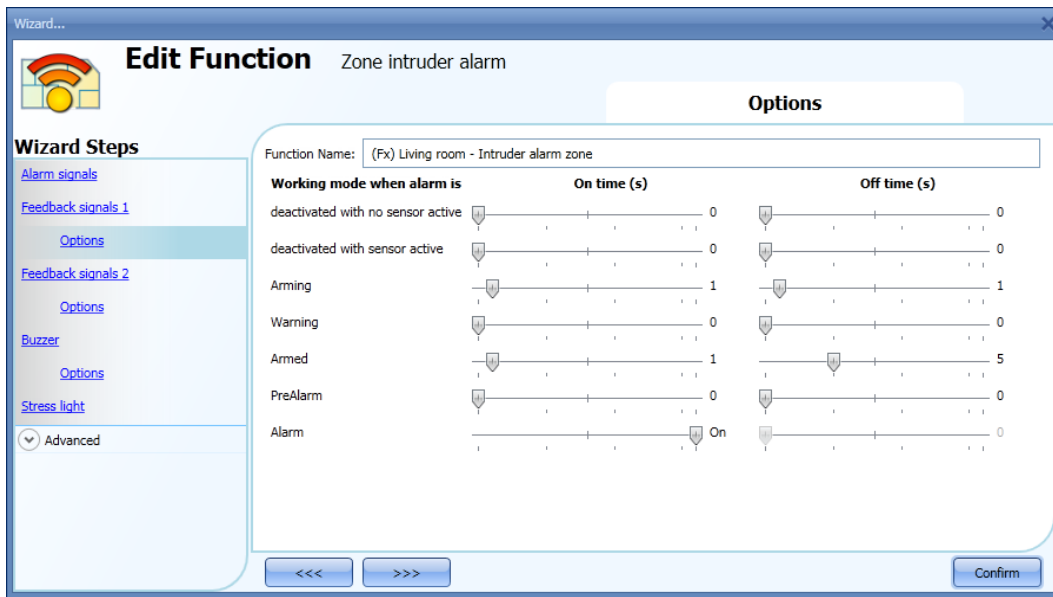 Wizard...
Edit Function Zone intruder alarm
Options
Wizard Steps
Alarm signals
Feedback signals 1
Options
Feedback signals 2
Options
Buzzer
Options
Stress light
Advanced
Function Name: (Fx) Living room - Intruder alarm zone
Working mode when alarm is On time (s) Off time (s)
deactivated with no sensor active 0 0
deactivated with sensor active 0 0
Arming 1 1
Warning 0 0
Armed 1 5
PreAlarm 0 0
Alarm On 0
<<< >>> Confirm